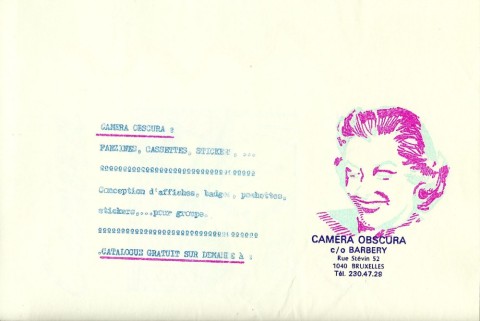 CAMERA OBSCURA ?
FANZINES, CASSETTES, STICKERS, ...
Conception d'affiches, badges, pochettes,
stickers,...pour groupe.
.CATALOGUE GRATUIT SUR DEMANDE À :
CAMERA OBSCURA
c/o BARBERY
Rue Stévin 52
1040 BRUXELLES
Tél. 230.47.28